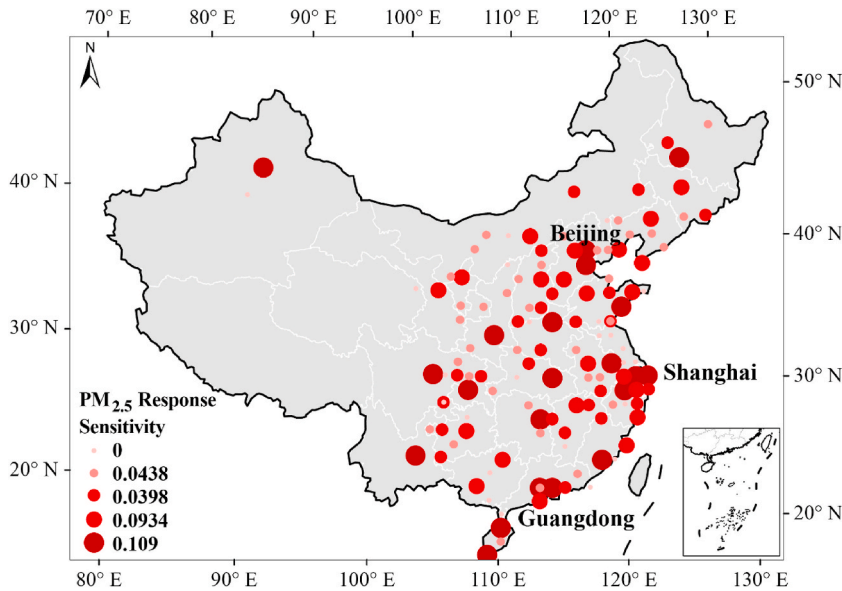 70° E 80° E 90° E 100° E 110° E 120° E 130° E
N
50° N
40° N
40° N
Beijing
30° N
30° N
Shanghai
PM2.5 Response
Sensitivity
0
0.0438
0.0398
0.0934
0.109
20° N
20° N
Guangdong
80° E 90° E 100° E 110° E 120° E 130° E